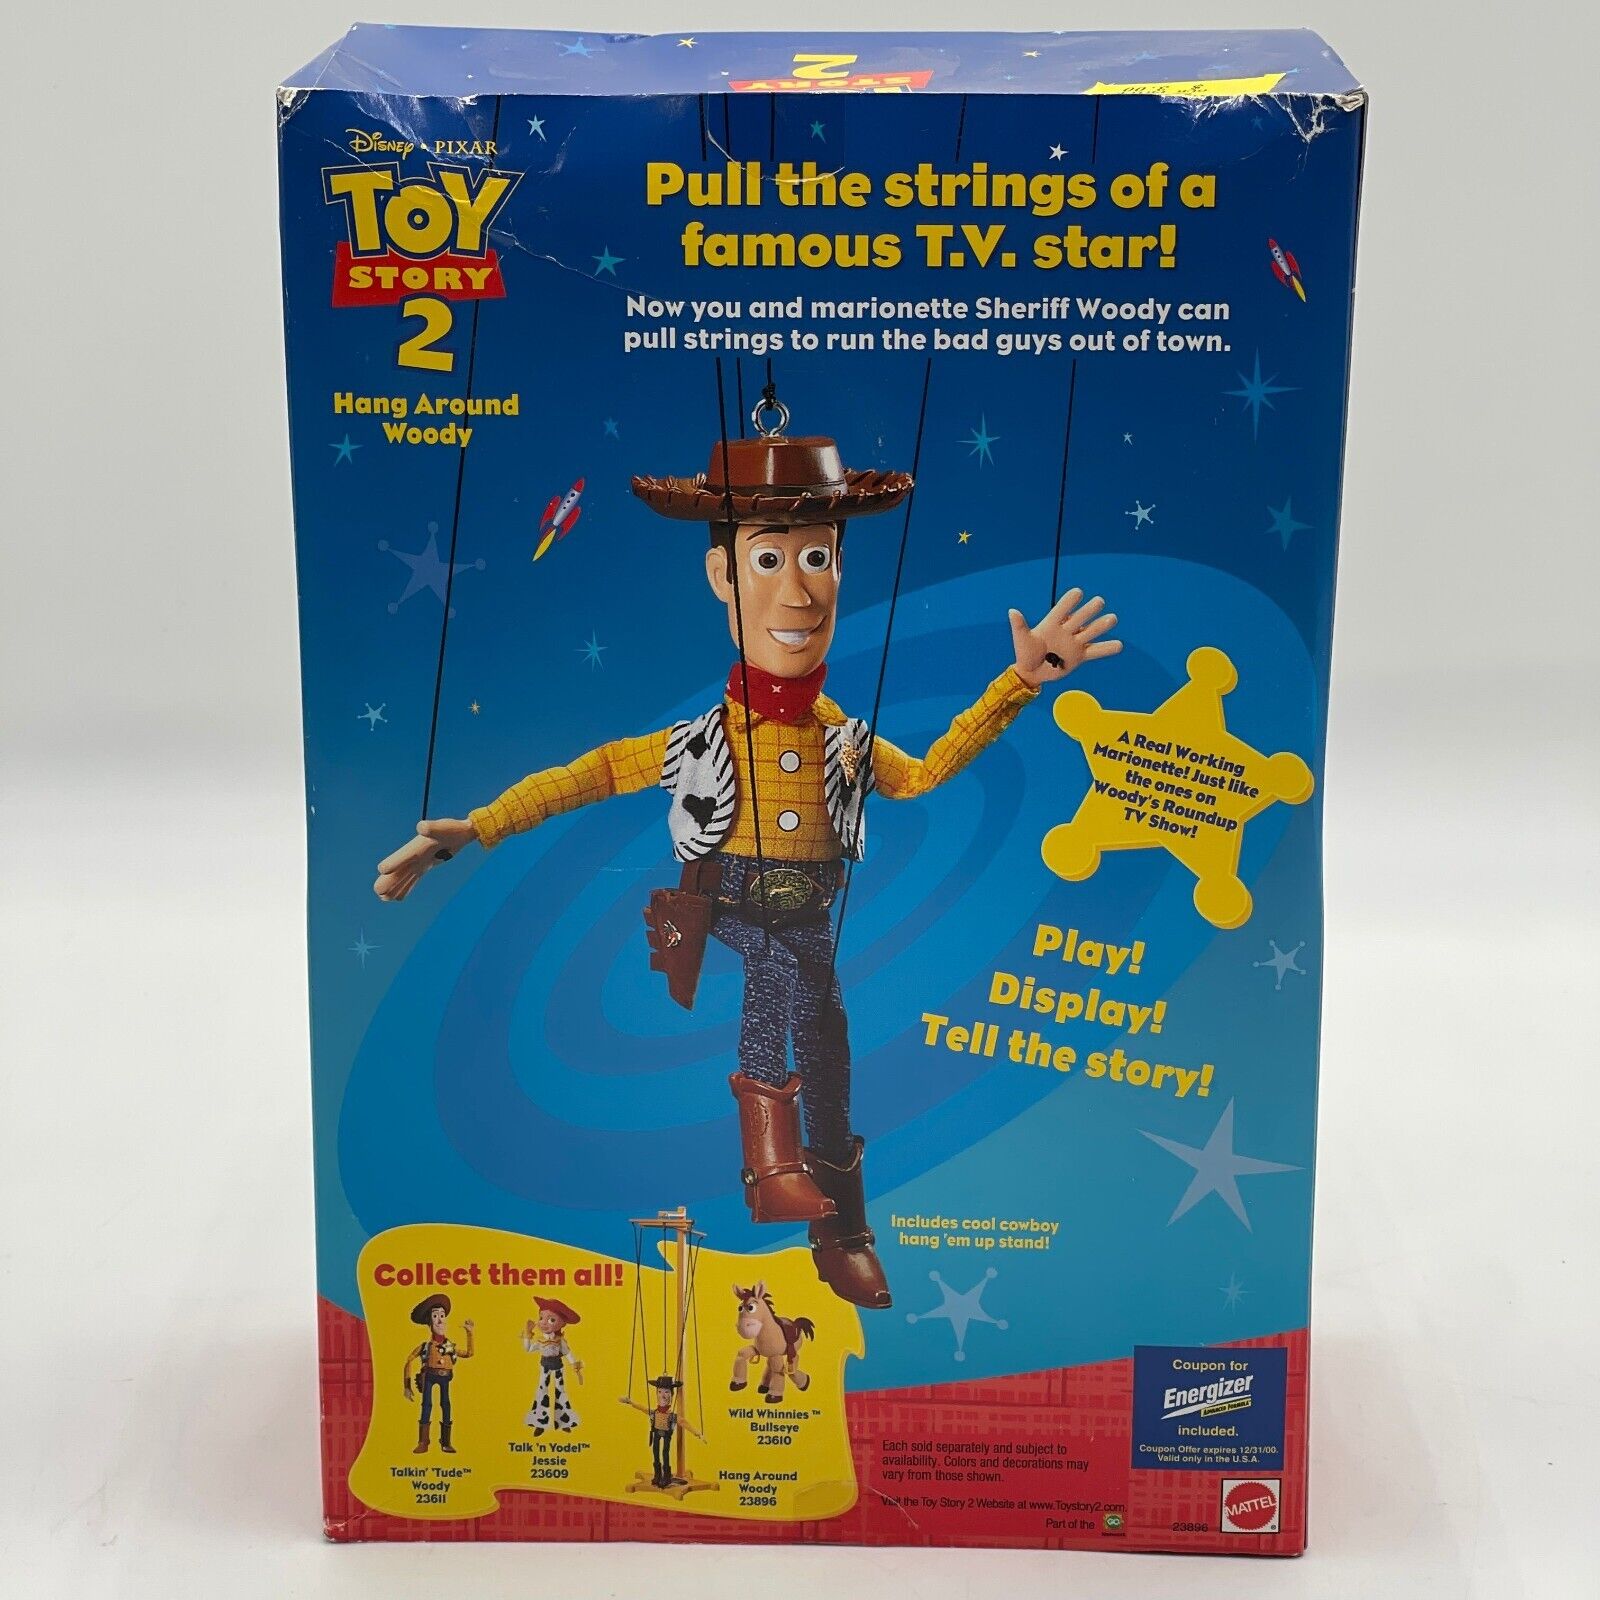 2
STORY
Disney • PIXAR
TOY
STORY
2
Hang Around
Woody
Pull the strings of a
famous T.V. star!
Now you and marionette Sheriff Woody can
pull strings to run the bad guys out of town.
A Real Working
Marionette! Just like
the ones on
Woody's Roundup
TV Show!
Play!
Display!
Tell the story!
Includes cool cowboy
hang 'em up stand!
Collect them all!
Talkin' 'Tude™
Woody
23611
Talk 'n Yodel™
Jessie
23609
Hang Around
Woody
23896
Wild Whinnies™
Bullseye
23610
Each sold separately and subject to
availability. Colors and decorations may
vary from those shown.
Visit the Toy Story 2 Website at www.Toystory2.com.
Part of the GO Network
Coupon for
Energizer
ADVANCED FORMULA
included.
Coupon Offer expires 12/31/00.
Valid only in the U.S.A.
23896
MATTEL
®